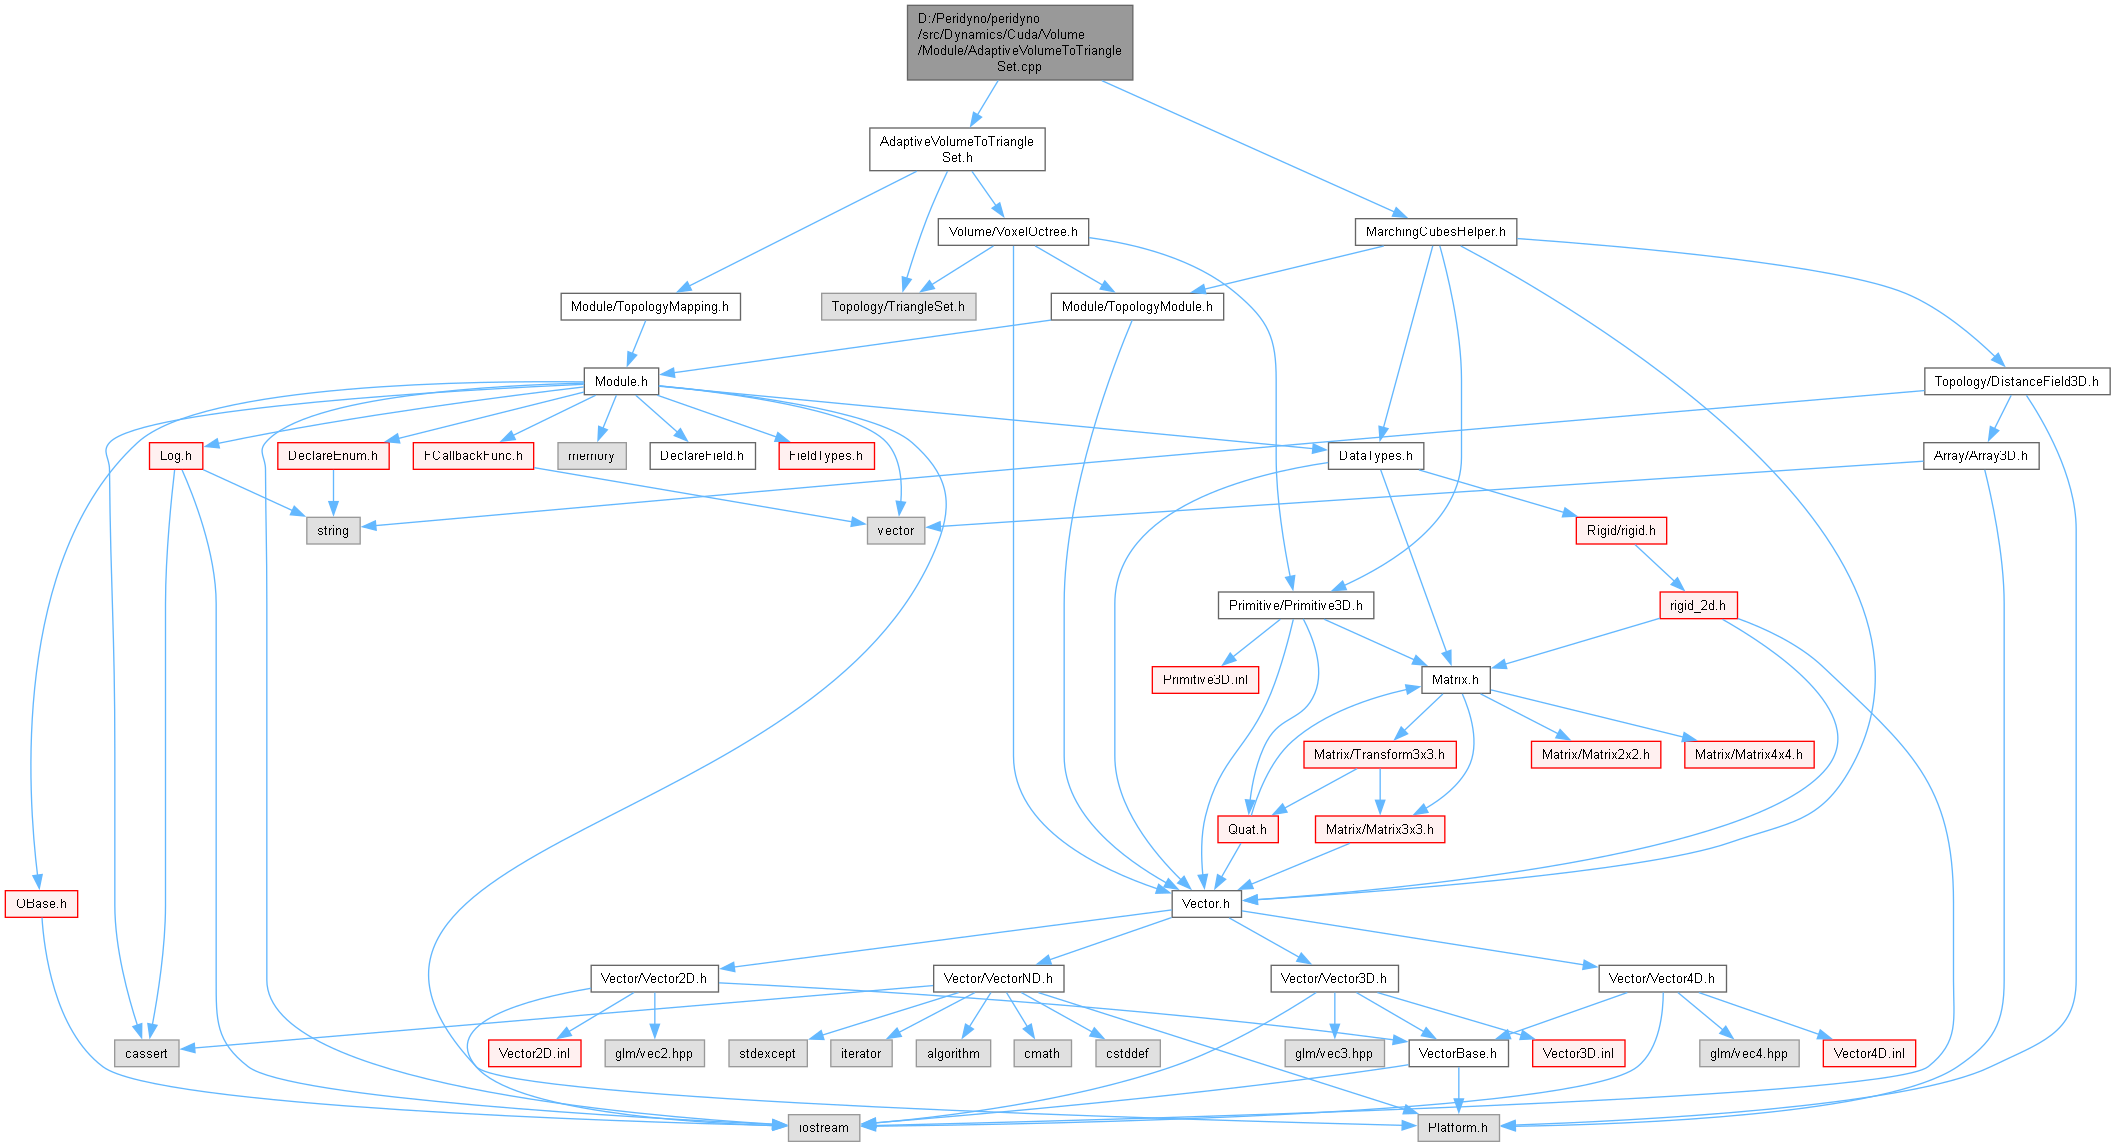 D:/Peridyno/peridyno
/src/Dynamics/Cuda/Volume
/Module/AdaptiveVolumeToTriangle
Set.cpp
AdaptiveVolumeToTriangle
Set.h
Volume/VoxelOctree.h
MarchingCubesHelper.h
Module/TopologyMapping.h
Topology/TriangleSet.h
Module/TopologyModule.h
Module.h
Topology/DistanceField3D.h
Log.h
DeclareEnum.h
FCallbackFunc.h
memory
DeclareField.h
FieldTypes.h
DataTypes.h
Array/Array3D.h
string
vector
Rigid/rigid.h
Primitive/Primitive3D.h
rigid_2d.h
Primitive3D.inl
Matrix.h
Matrix/Transform3x3.h
Matrix/Matrix2x2.h
Matrix/Matrix4x4.h
Quat.h
Matrix/Matrix3x3.h
OBase.h
Vector.h
Vector/Vector2D.h
Vector/VectorND.h
Vector/Vector3D.h
Vector/Vector4D.h
cassert
Vector2D.inl
glm/vec2.hpp
stdexcept
iterator
algorithm
cmath
cstddef
glm/vec3.hpp
VectorBase.h
Vector3D.inl
glm/vec4.hpp
Vector4D.inl
iostream
Platform.h